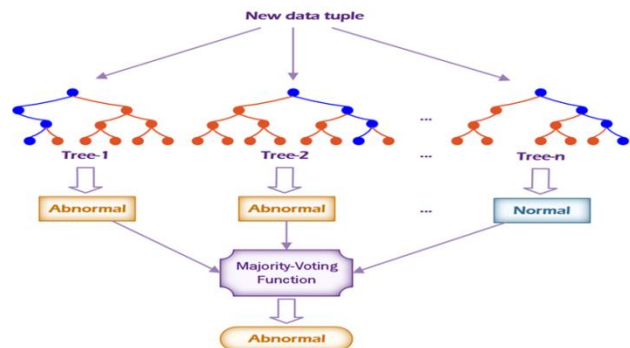 New data tuple
...
Tree-1
Tree-2
...
Tree-n
Abnormal
Abnormal
...
Normal
Majority-Voting
Function
Abnormal